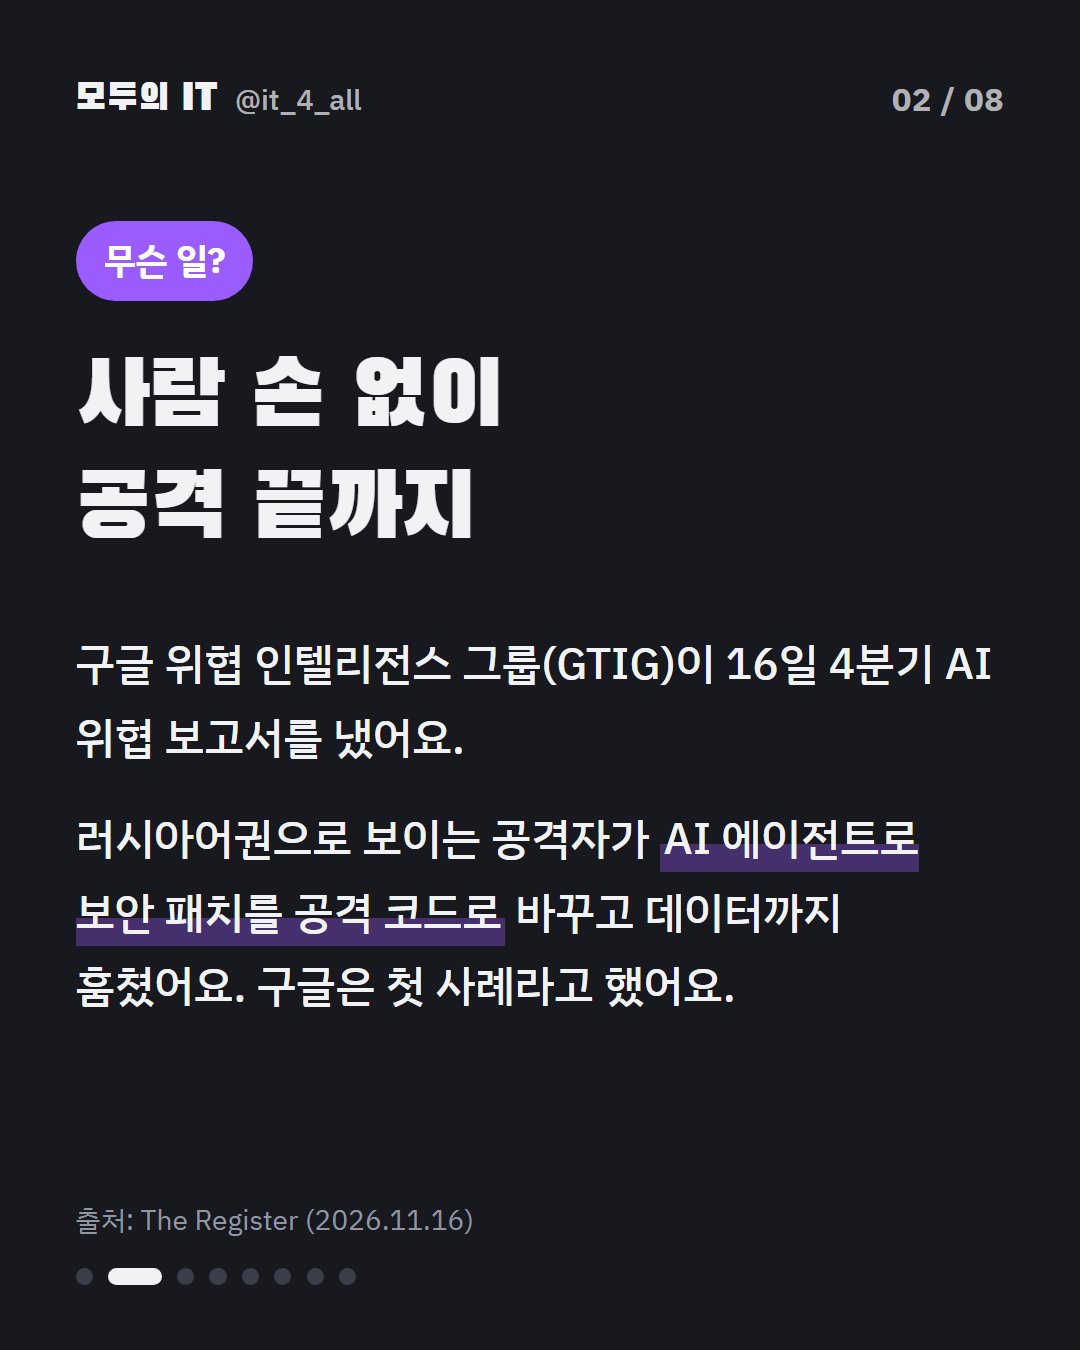 모두의 IT @it_4_all
02 / 08
무슨 일?
사람 손 없이
공격 끝까지
구글 위협 인텔리전스 그룹(GTIG)이 16일 4분기 AI
위협 보고서를 냈어요.
러시아어권으로 보이는 공격자가 AI 에이전트로
보안 패치를 공격 코드로 바꾸고 데이터까지
훔쳤어요. 구글은 첫 사례라고 했어요.
출처: The Register (2026.11.16)